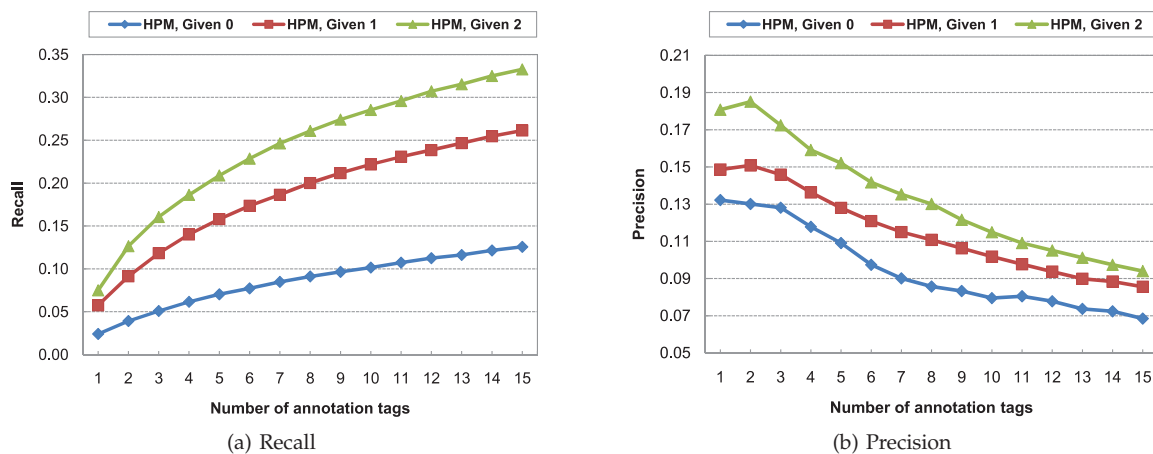 HPM, Given 0 HPM, Given 1 HPM, Given 2
0.35
0.30
0.25
0.20
0.15
0.10
0.05
0.00
Recall
1 2 3 4 5 6 7 8 9 10 11 12 13 14 15
Number of annotation tags
(a) Recall
HPM, Given 0 HPM, Given 1 HPM, Given 2
0.21
0.19
0.17
0.15
0.13
0.11
0.09
0.07
0.05
Precision
1 2 3 4 5 6 7 8 9 10 11 12 13 14 15
Number of annotation tags
(b) Precision